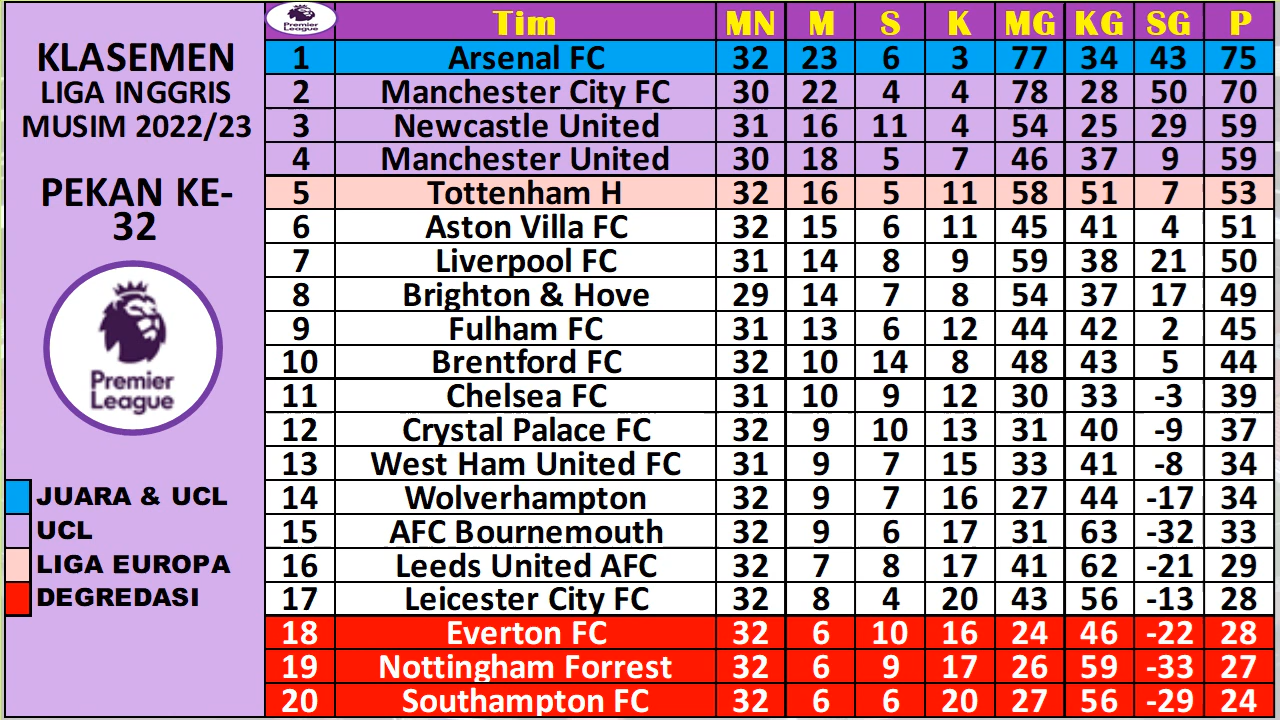 KLASEMEN
LIGA INGGRIS
MUSIM 2022/23
PEKAN KE-
32
Premier
League
JUARA & UCL
UCL
LIGA EUROPA
DEGREDASI
Premier League Tim MN M S K MG KG SG P
1 Arsenal FC 32 23 6 3 77 34 43 75
2 Manchester City FC 30 22 4 4 78 28 50 70
3 Newcastle United 31 16 11 4 54 25 29 59
4 Manchester United 30 18 5 7 46 37 9 59
5 Tottenham H 32 16 5 11 58 51 7 53
6 Aston Villa FC 32 15 6 11 45 41 4 51
7 Liverpool FC 31 14 8 9 59 38 21 50
8 Brighton & Hove 29 14 7 8 54 37 17 49
9 Fulham FC 31 13 6 12 44 42 2 45
10 Brentford FC 32 10 14 8 48 43 5 44
11 Chelsea FC 31 10 9 12 30 33 -3 39
12 Crystal Palace FC 32 9 10 13 31 40 -9 37
13 West Ham United FC 31 9 7 15 33 41 -8 34
14 Wolverhampton 32 9 7 16 27 44 -17 34
15 AFC Bournemouth 32 9 6 17 31 63 -32 33
16 Leeds United AFC 32 7 8 17 41 62 -21 29
17 Leicester City FC 32 8 4 20 43 56 -13 28
18 Everton FC 32 6 10 16 24 46 -22 28
19 Nottingham Forrest 32 6 9 17 26 59 -33 27
20 Southampton FC 32 6 6 20 27 56 -29 24